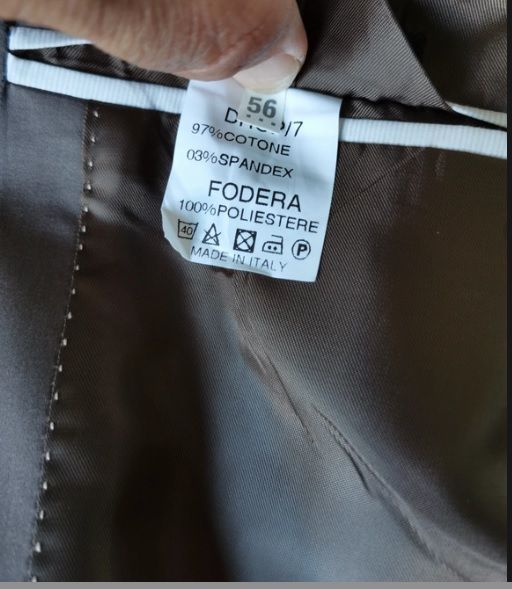 56
97%COTONE
03%SPANDEX
FODERA
100%POLIESTERE
40 P
MADE IN ITALY